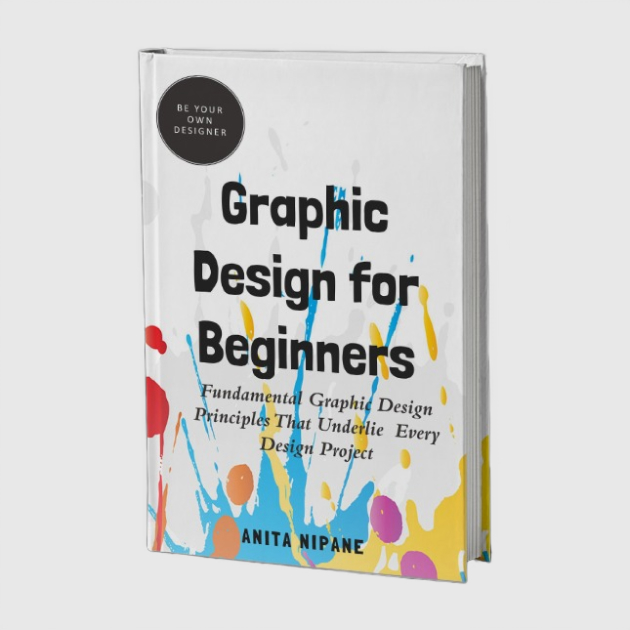 BE YOUR
OWN
DESIGNER
Graphic
Design for
Beginners
Fundamental Graphic Design
Principles That Underlie Every
Design Project
ANITA NIPANE